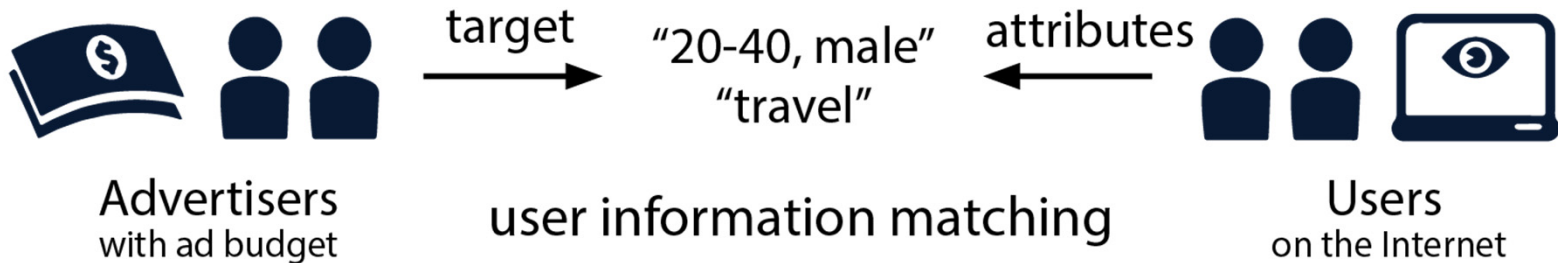 target
“20-40, male”
“travel”
attributes
Advertisers
with ad budget
user information matching
Users
on the Internet